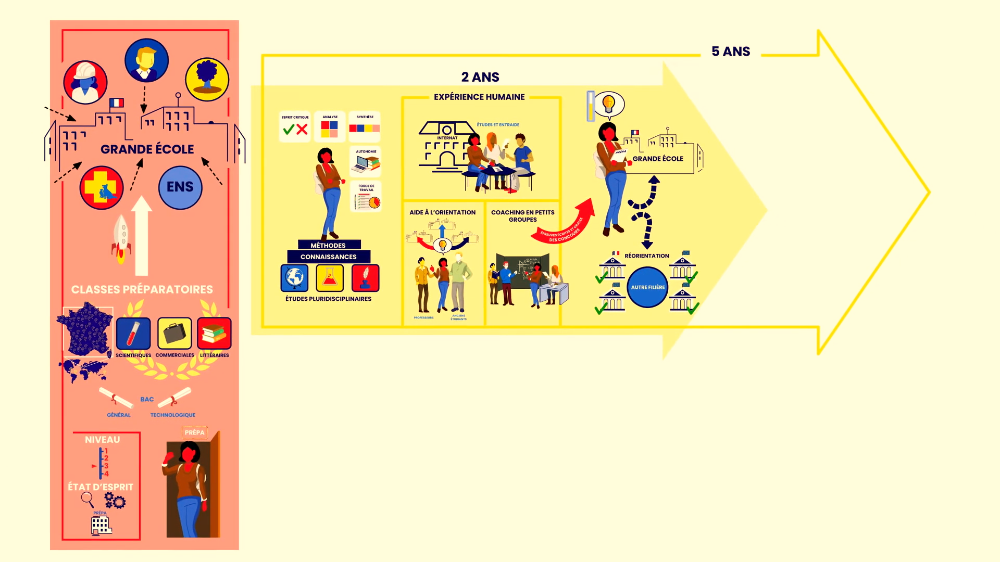 GRANDE ÉCOLE
ENS
CLASSES PRÉPARATOIRES
SCIENTIFIQUES
COMMERCIALES
LITTÉRAIRES
BAC
GÉNÉRAL
TECHNOLOGIQUE
NIVEAU
1
2
3
4
ÉTAT D'ESPRIT
PRÉPA
PRÉPA
5 ANS
2 ANS
ESPRIT CRITIQUE
ANALYSE
SYNTHÈSE
AUTONOMIE
FORCE DE
TRAVAIL
MÉTHODES
CONNAISSANCES
ÉTUDES PLURIDISCIPLINAIRES
EXPÉRIENCE HUMAINE
INTERNAT
ÉTUDES ET ENTRAIDE
AIDE À L'ORIENTATION
PROFESSEURS
ANCIENS
ÉTUDIANTS
COACHING EN PETITS
GROUPES
ÉPREUVES ÉCRITES ET ORALES
DES CONCOURS
PRÉPA
GRANDE ÉCOLE
RÉORIENTATION
AUTRE FILIÈRE